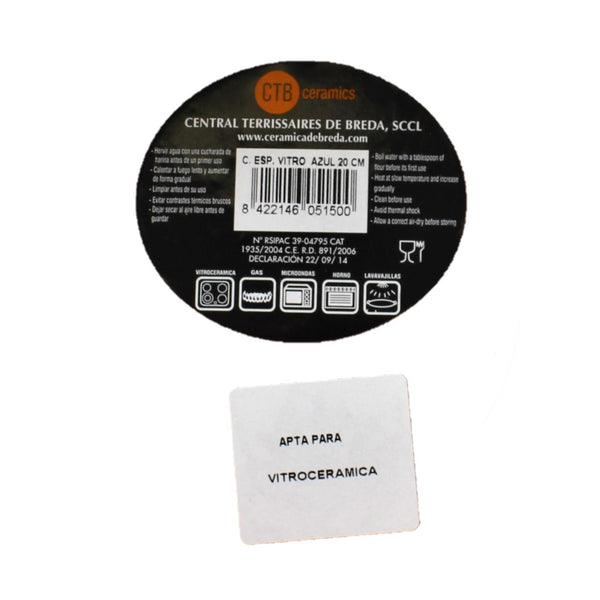 CTB ceramics
CENTRAL TERRISSAIRES DE BREDA, SCCL
www.ceramicadebreda.com
- Hervir agua con una cucharada de
harina antes de un primer uso
- Calentar a fuego lento y aumentar
de forma gradual
- Limpiar antes de su uso
- Evitar contrastes térmicos bruscos
- Dejar secar al aire libre antes de
guardar
C. ESP. VITRO AZUL 20 CM
8 422146 051500
- Boil water with a tablespoon of
flour before its first use
- Heat at slow temperature and increase
gradually
- Clean before use
- Avoid thermal shock
- Allow a correct air-dry before storing
Nº RSIPAC 39-04795 CAT
1935/2004 C.E. R.D. 891/2006
DECLARACIÓN 22/ 09/ 14
VITROCERAMICA GAS MICROONDAS HORNO LAVAVAJILLAS
APTA PARA
VITROCERAMICA